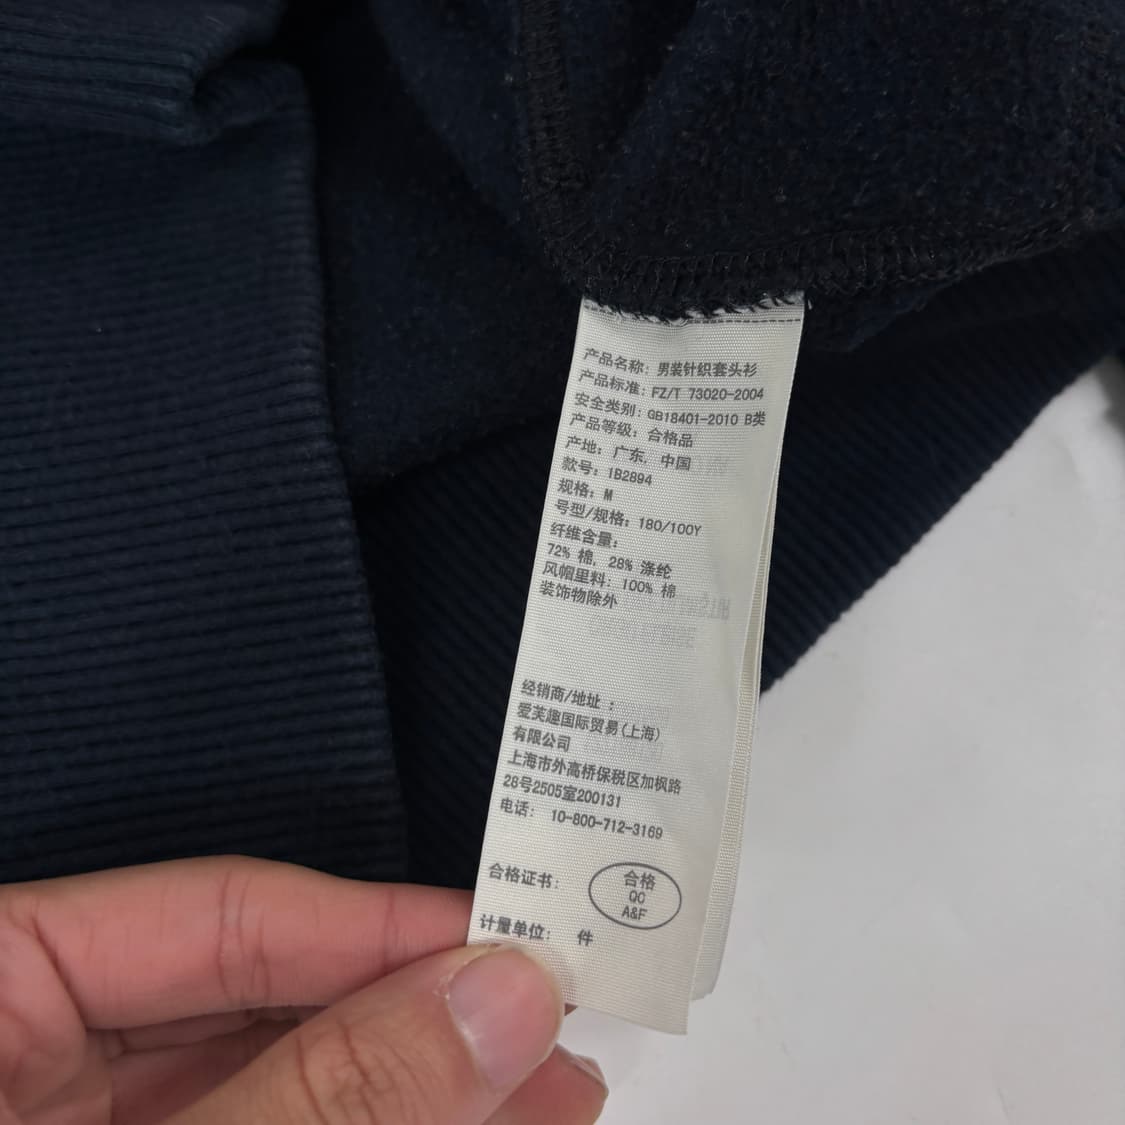 产品名称: 男装针织套头衫
产品标准: FZ/T 73020-2004
安全类别: GB18401-2010 B类
产品等级: 合格品
产地: 广东, 中国
款号: 1B2894
规格: M
号型/规格: 180/100Y
纤维含量:
72% 棉, 28% 涤纶
风帽里料: 100% 棉
装饰物除外
经销商/地址 :
爱芙趣国际贸易(上海)
有限公司
上海市外高桥保税区加枫路
28号2505室200131
电话: 10-800-712-3169
合格证书:
合格
QC
A&F
计量单位: 件